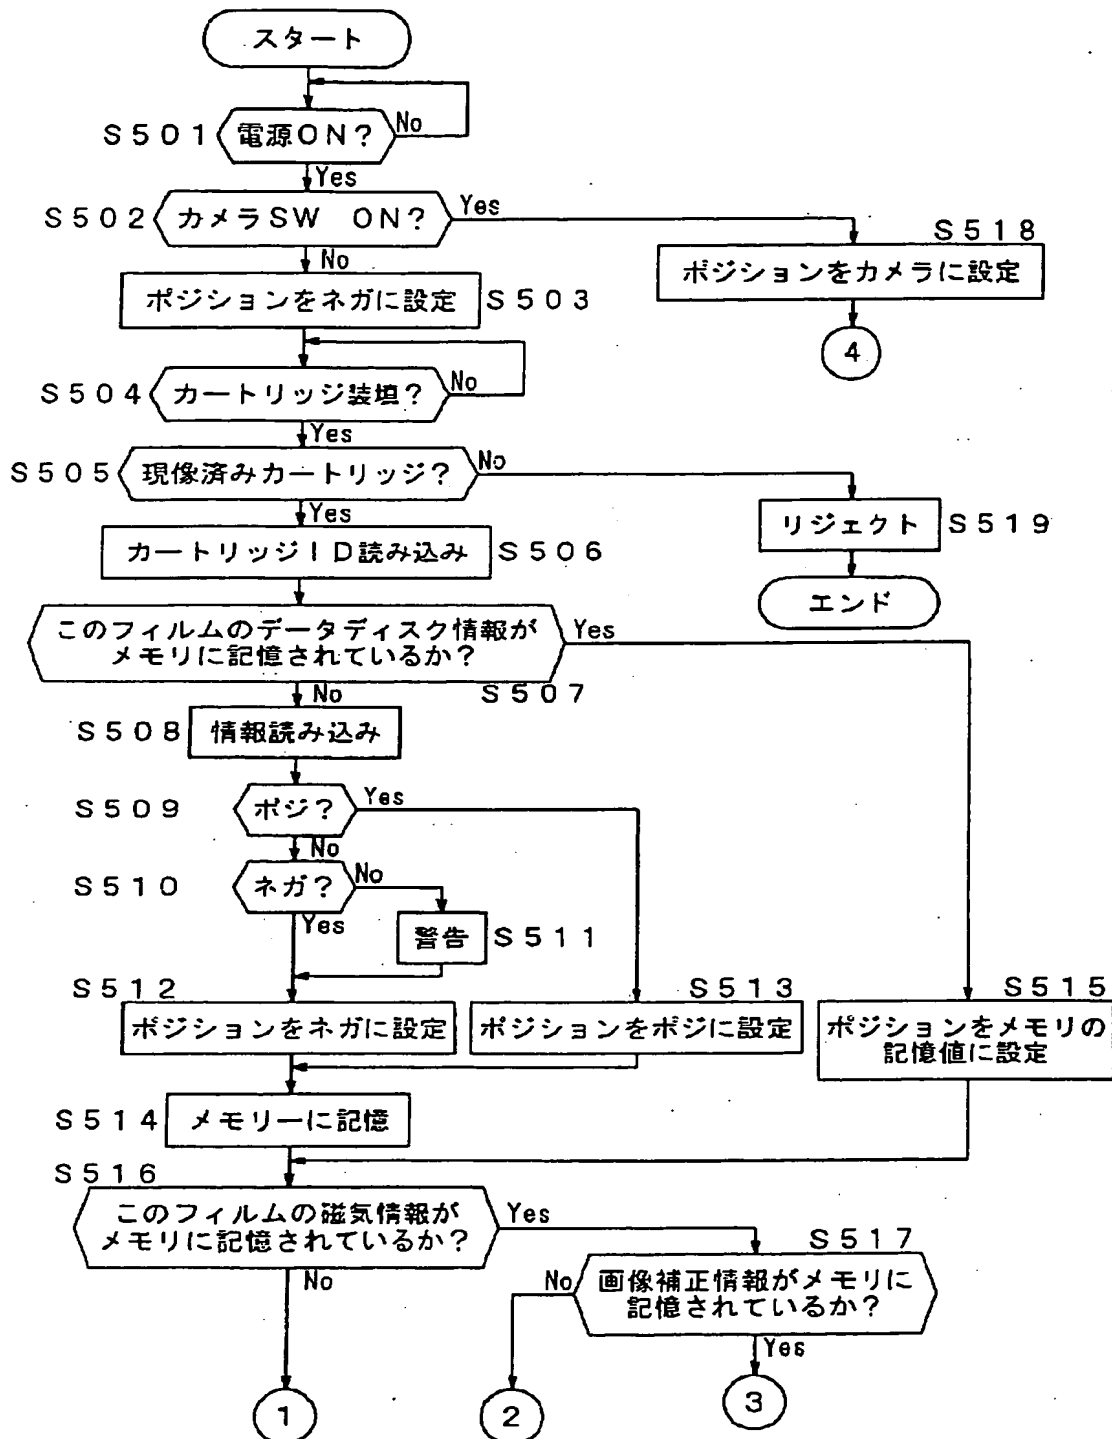 スタート
S501
電源ON?
No
Yes
S502
カメラSW ON?
Yes
No
S518
ポジションをカメラに設定
4
ポジションをネガに設定
S503
S504
カートリッジ装填?
No
Yes
S505
現像済みカートリッジ?
No
Yes
リジェクト
S519
エンド
カートリッジID読み込み
S506
このフィルムのデータディスク情報が
メモリに記憶されているか?
Yes
S507
No
S508
情報読み込み
S509
ポジ?
Yes
No
S510
ネガ?
No
Yes
警告
S511
S512
ポジションをネガに設定
S513
ポジションをポジに設定
S515
ポジションをメモリの
記憶値に設定
S514
メモリーに記憶
S516
このフィルムの磁気情報が
メモリに記憶されているか?
Yes
No
S517
画像補正情報がメモリに
記憶されているか?
No
Yes
1
2
3